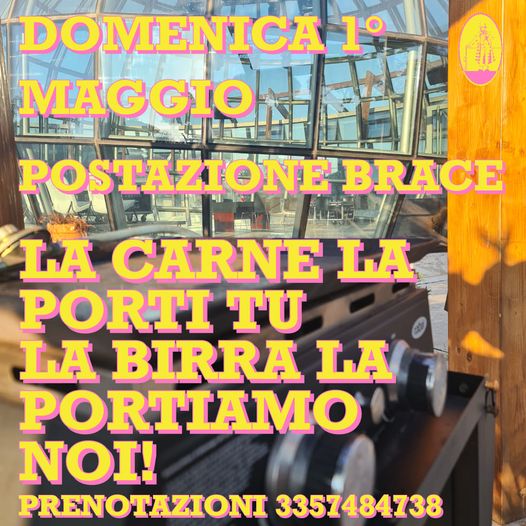 DOMENICA 1°
MAGGIO
POSTAZIONE BRACE
LA CARNE LA
PORTI TU
LA BIRRA LA
PORTIAMO
NOI!
PRENOTAZIONI 3357484738